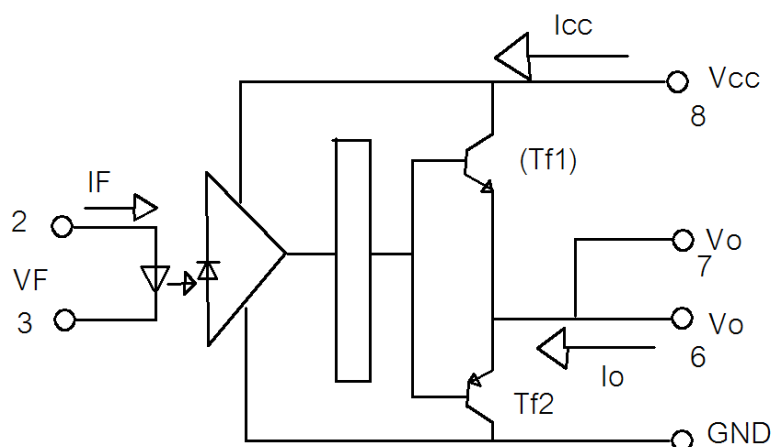 Icc
Vcc
8
(Tf1)
IF
2
Vo
7
VF
3
Vo
6
Io
Tf2
GND